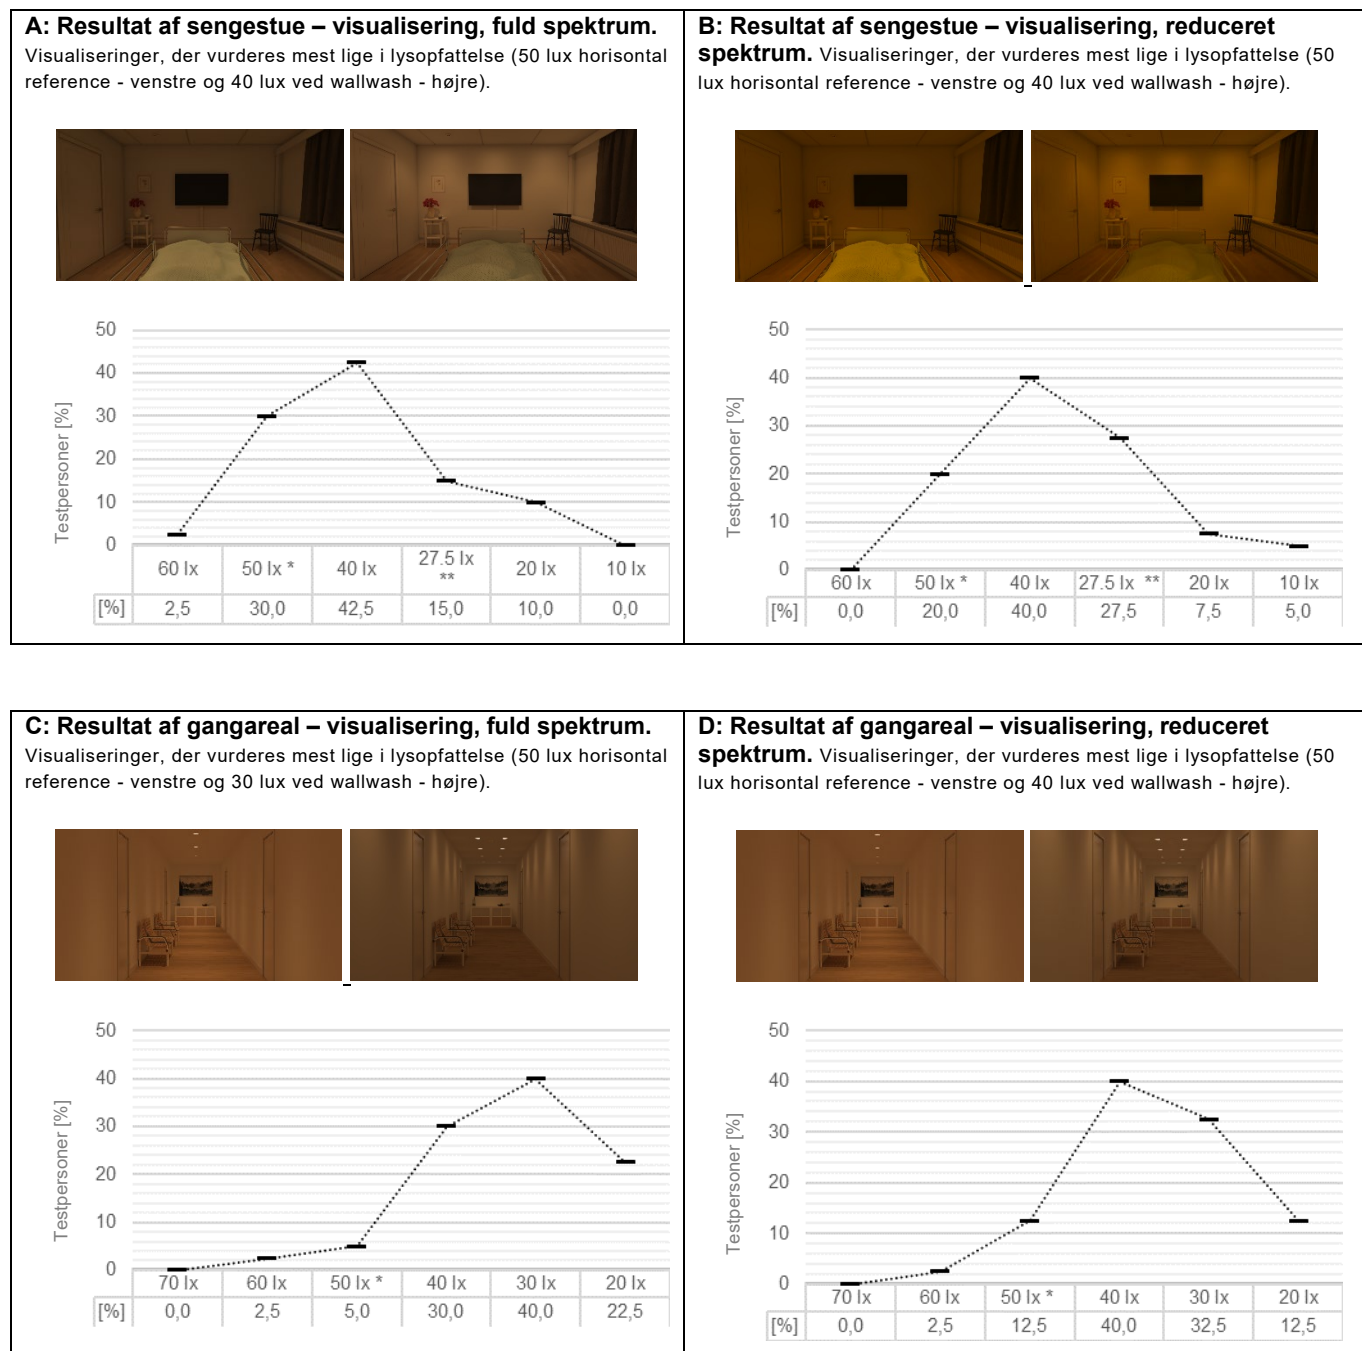 A: Resultat af sengestue – visualisering, fuld spektrum.
Visualiseringer, der vurderes mest lige i lysopfattelse (50 lux horisontal
reference - venstre og 40 lux ved wallwash - højre).
50
40
30
20
10
0
Testpersoner [%]
60 lx 50 lx * 40 lx 27.5 lx ** 20 lx 10 lx
[%] 2,5 30,0 42,5 15,0 10,0 0,0
B: Resultat af sengestue – visualisering, reduceret
spektrum. Visualiseringer, der vurderes mest lige i lysopfattelse (50
lux horisontal reference - venstre og 40 lux ved wallwash - højre).
50
40
30
20
10
0
Testpersoner [%]
60 lx 50 lx * 40 lx 27.5 lx ** 20 lx 10 lx
[%] 0,0 20,0 40,0 27,5 7,5 5,0
C: Resultat af gangareal – visualisering, fuld spektrum.
Visualiseringer, der vurderes mest lige i lysopfattelse (50 lux horisontal
reference - venstre og 30 lux ved wallwash - højre).
50
40
30
20
10
0
Testpersoner [%]
70 lx 60 lx 50 lx * 40 lx 30 lx 20 lx
[%] 0,0 2,5 5,0 30,0 40,0 22,5
D: Resultat af gangareal – visualisering, reduceret
spektrum. Visualiseringer, der vurderes mest lige i lysopfattelse (50
lux horisontal reference - venstre og 40 lux ved wallwash - højre).
50
40
30
20
10
0
Testpersoner [%]
70 lx 60 lx 50 lx * 40 lx 30 lx 20 lx
[%] 0,0 2,5 12,5 40,0 32,5 12,5